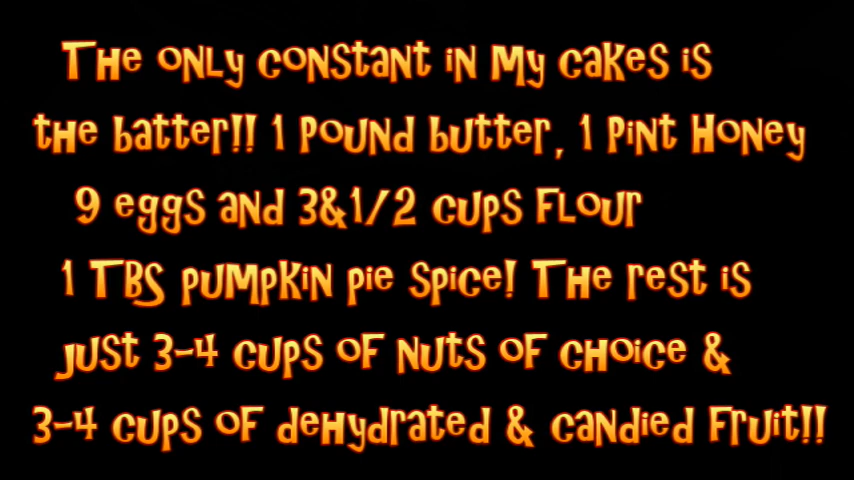 The only constant in my cakes is
the batter!! 1 pound butter, 1 pint Honey
9 eggs and 3&1/2 cups Flour
1 TBS pumpkin pie spice! The rest is
just 3-4 cups of nuts of choice &
3-4 cups of dehydrated & candied fruit!!